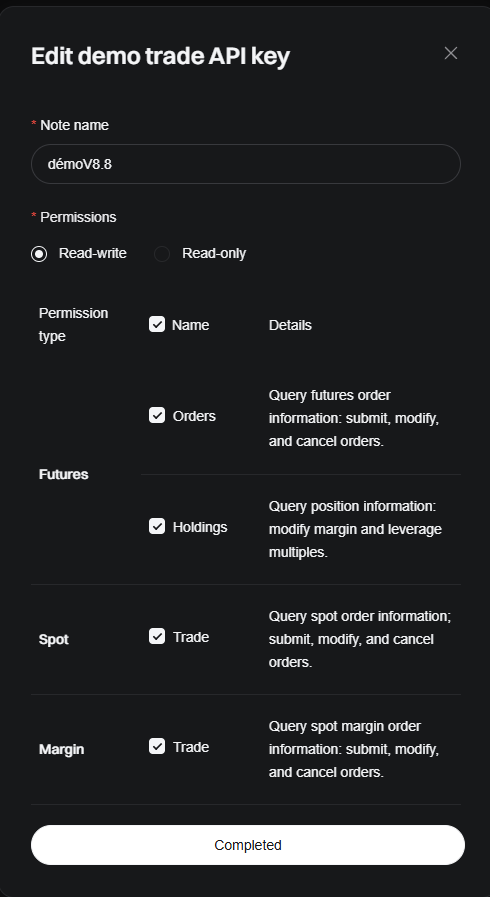 Edit demo trade API key
* Note name
démoV8.8
* Permissions
Read-write Read-only
Permission
type
Name
Details
Futures
Orders
Query futures order
information: submit, modify,
and cancel orders.
Holdings
Query position information:
modify margin and leverage
multiples.
Spot
Trade
Query spot order information;
submit, modify, and cancel
orders.
Margin
Trade
Query spot margin order
information: submit, modify,
and cancel orders.
Completed